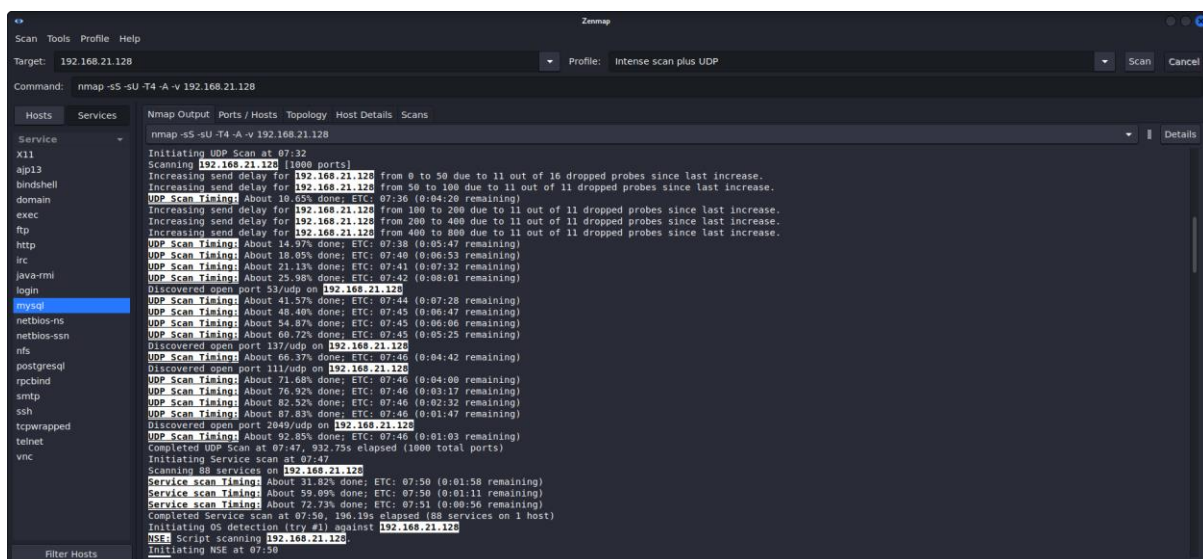 Zenmap
Scan Tools Profile Help
Target: 192.168.21.128 Profile: Intense scan plus UDP Scan Cancel
Command: nmap -sS -sU -T4 -A -v 192.168.21.128
Hosts Services
Nmap Output Ports / Hosts Topology Host Details Scans
nmap -sS -sU -T4 -A -v 192.168.21.128 Details
Service
X11
ajp13
bindshell
domain
exec
ftp
http
irc
java-rmi
login
mysql
netbios-ns
netbios-ssn
nfs
postgresql
rpcbind
smtp
ssh
tcpwrapped
telnet
vnc
Filter Hosts
Initiating UDP Scan at 07:32
Scanning 192.168.21.128 [1000 ports]
Increasing send delay for 192.168.21.128 from 0 to 50 due to 11 out of 16 dropped probes since last increase.
Increasing send delay for 192.168.21.128 from 50 to 100 due to 11 out of 11 dropped probes since last increase.
UDP Scan Timing: About 10.65% done; ETC: 07:36 (0:04:20 remaining)
Increasing send delay for 192.168.21.128 from 100 to 200 due to 11 out of 11 dropped probes since last increase.
Increasing send delay for 192.168.21.128 from 200 to 400 due to 11 out of 11 dropped probes since last increase.
Increasing send delay for 192.168.21.128 from 400 to 800 due to 11 out of 11 dropped probes since last increase.
UDP Scan Timing: About 14.97% done; ETC: 07:38 (0:05:47 remaining)
UDP Scan Timing: About 18.05% done; ETC: 07:40 (0:06:53 remaining)
UDP Scan Timing: About 21.13% done; ETC: 07:41 (0:07:32 remaining)
UDP Scan Timing: About 25.98% done; ETC: 07:42 (0:08:01 remaining)
Discovered open port 53/udp on 192.168.21.128
UDP Scan Timing: About 41.57% done; ETC: 07:44 (0:07:28 remaining)
UDP Scan Timing: About 48.40% done; ETC: 07:45 (0:06:47 remaining)
UDP Scan Timing: About 54.87% done; ETC: 07:45 (0:06:06 remaining)
UDP Scan Timing: About 60.72% done; ETC: 07:45 (0:05:25 remaining)
Discovered open port 137/udp on 192.168.21.128
UDP Scan Timing: About 66.37% done; ETC: 07:46 (0:04:42 remaining)
Discovered open port 111/udp on 192.168.21.128
UDP Scan Timing: About 71.68% done; ETC: 07:46 (0:04:00 remaining)
UDP Scan Timing: About 76.92% done; ETC: 07:46 (0:03:17 remaining)
UDP Scan Timing: About 82.52% done; ETC: 07:46 (0:02:32 remaining)
UDP Scan Timing: About 87.83% done; ETC: 07:46 (0:01:47 remaining)
Discovered open port 2049/udp on 192.168.21.128
UDP Scan Timing: About 92.85% done; ETC: 07:46 (0:01:03 remaining)
Completed UDP Scan at 07:47, 932.75s elapsed (1000 total ports)
Initiating Service scan at 07:47
Scanning 88 services on 192.168.21.128
Service scan Timing: About 31.82% done; ETC: 07:50 (0:01:58 remaining)
Service scan Timing: About 59.09% done; ETC: 07:50 (0:01:11 remaining)
Service scan Timing: About 72.73% done; ETC: 07:51 (0:00:56 remaining)
Completed Service scan at 07:50, 196.19s elapsed (88 services on 1 host)
Initiating OS detection (try #1) against 192.168.21.128
NSE: Script scanning 192.168.21.128.
Initiating NSE at 07:50